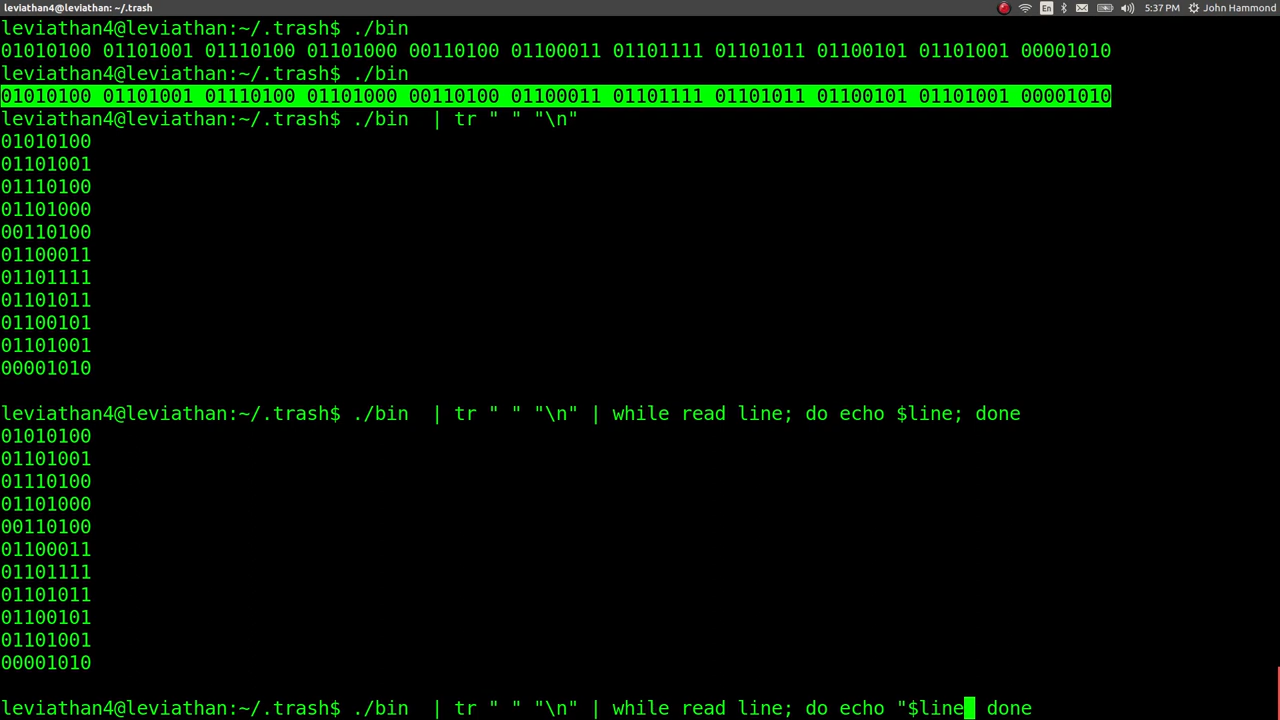 leviathan4@leviathan: ~/.trash En 5:37 PM John Hammond
leviathan4@leviathan:~/.trash$ ./bin
01010100 01101001 01110100 01101000 00110100 01100011 01101111 01101011 01100101 01101001 00001010
leviathan4@leviathan:~/.trash$ ./bin
01010100 01101001 01110100 01101000 00110100 01100011 01101111 01101011 01100101 01101001 00001010
leviathan4@leviathan:~/.trash$ ./bin  | tr " " "\n"
01010100
01101001
01110100
01101000
00110100
01100011
01101111
01101011
01100101
01101001
00001010
leviathan4@leviathan:~/.trash$ ./bin  | tr " " "\n" | while read line; do echo $line; done
01010100
01101001
01110100
01101000
00110100
01100011
01101111
01101011
01100101
01101001
00001010
leviathan4@leviathan:~/.trash$ ./bin  | tr " " "\n" | while read line; do echo "$line done